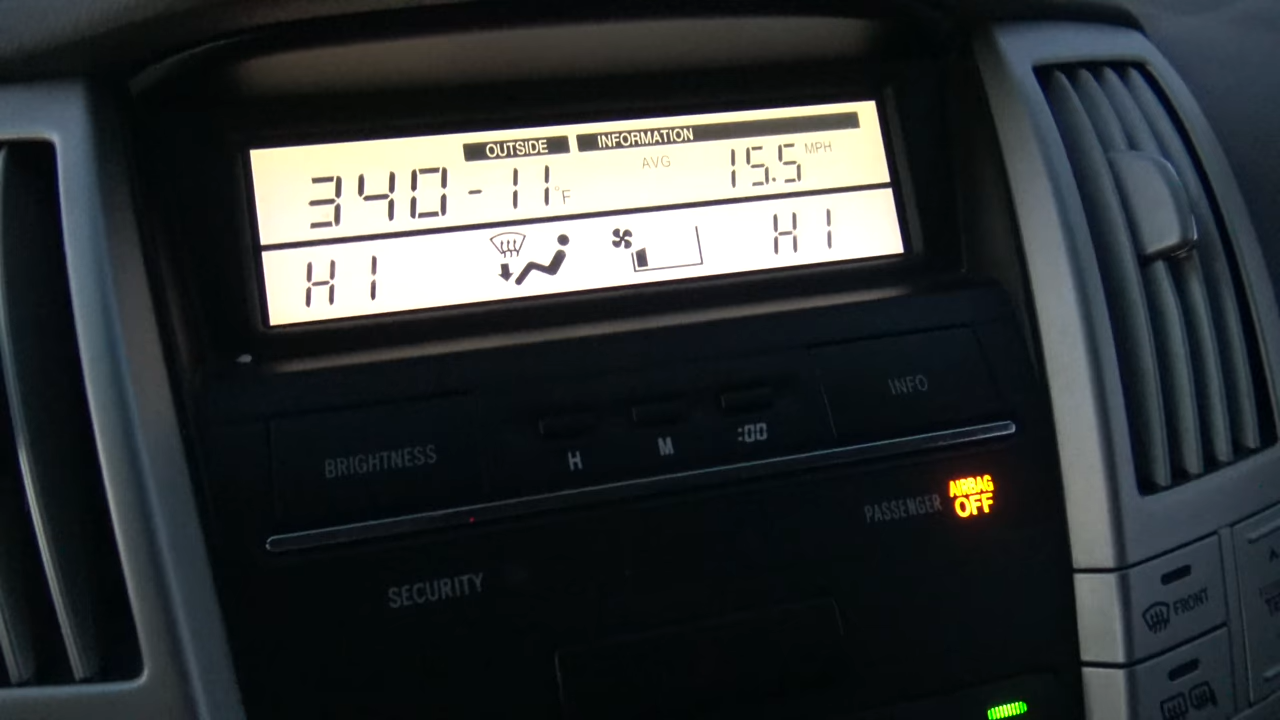 OUTSIDE INFORMATION
340 -11°F AVG 15.5 MPH
HI HI
BRIGHTNESS H M :00 INFO
PASSENGER AIRBAG OFF
SECURITY
FRONT